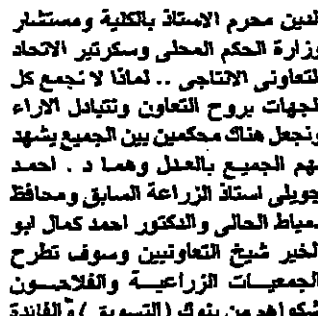 الدين محرم الاستاذ بالكلية ومستشار
وزارة الحكم المحلى وسكرتير الاتحاد
التعاونى الانتاجى .. لماذا لا نجمع كل
الجهات بروح التعاون ونتبادل الاراء
ونجعل هناك محكمين بين الجميع يشهد
لهم الجميع بالعدل وهما د . احمد
جويلى استاذ الزراعة السابق ومحافظ
دمياط الحالى والدكتور احمد كمال ابو
الخير شيخ التعاونيين وسوف تطرح
الجمعيات الزراعية والفلاحون
شكواهم من بنوك ( التسويق ) والفائدة